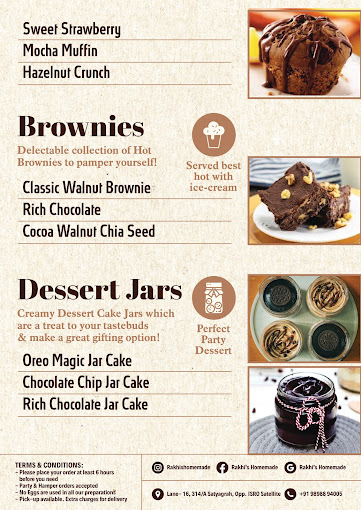 Sweet Strawberry
Mocha Muffin
Hazelnut Crunch
Brownies
Delectable collection of Hot
Brownies to pamper yourself!
Served best
hot with
ice-cream
Classic Walnut Brownie
Rich Chocolate
Cocoa Walnut Chia Seed
Dessert Jars
Creamy Dessert Cake Jars which
are a treat to your tastebuds
& make a great gifting option!
Perfect
Party
Dessert
Oreo Magic Jar Cake
Chocolate Chip Jar Cake
Rich Chocolate Jar Cake
TERMS & CONDITIONS:
- Please place your order at least 6 hours
before you need
- Party & Hamper orders accepted
- No Eggs are used in all our preparation!
- Pick-up available. Extra charges for delivery
Rakhishomemade
Rakhi's Homemade
Rakhi's Homemade
Lane- 16, 314/A Satyagrah, Opp. ISRO Satellite
+91 98988 94005